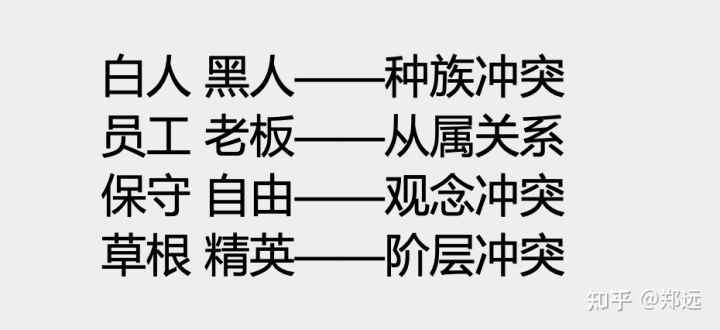 白人 黑人——种族冲突
员工 老板——从属关系
保守 自由——观念冲突
草根 精英——阶层冲突
知乎 @郑远